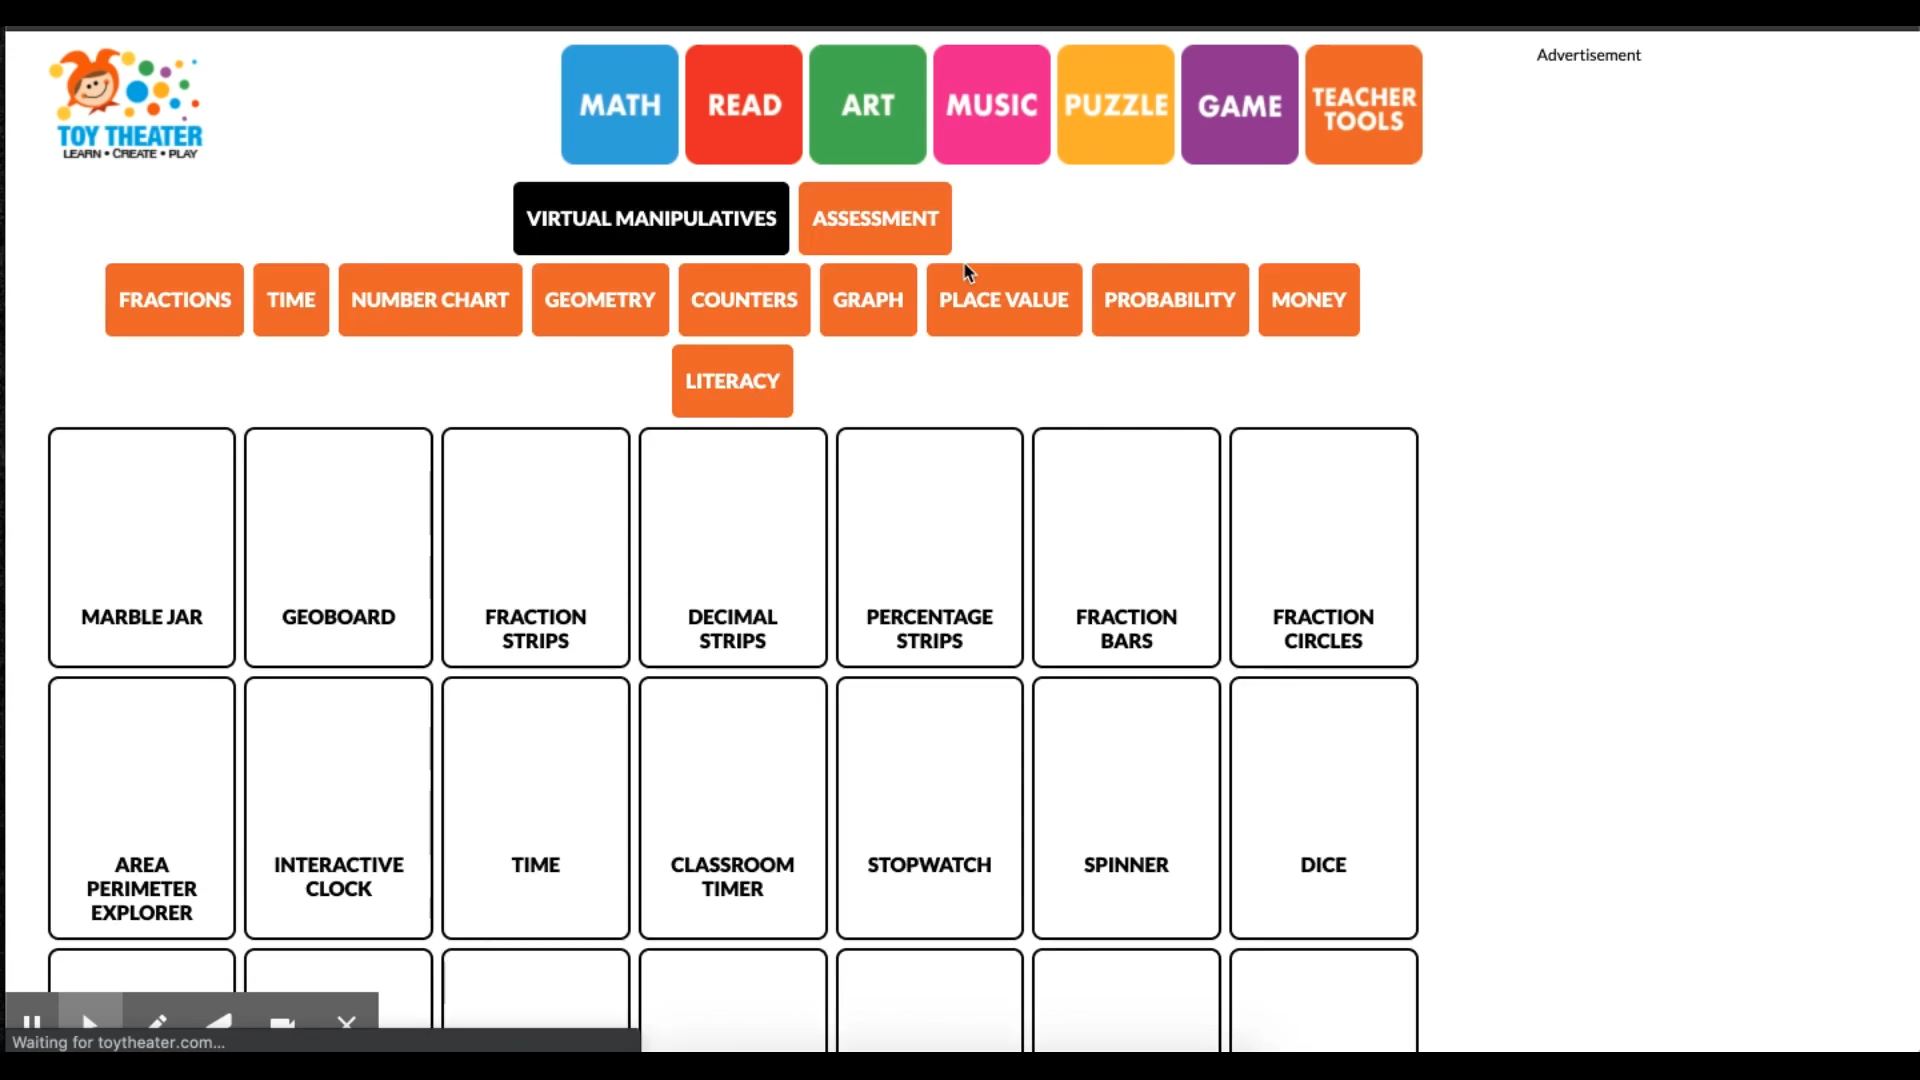 TOY THEATER
LEARN • CREATE • PLAY
MATH
READ
ART
MUSIC
PUZZLE
GAME
TEACHER
TOOLS
Advertisement
VIRTUAL MANIPULATIVES
ASSESSMENT
FRACTIONS
TIME
NUMBER CHART
GEOMETRY
COUNTERS
GRAPH
PLACE VALUE
PROBABILITY
MONEY
LITERACY
MARBLE JAR
GEOBOARD
FRACTION
STRIPS
DECIMAL
STRIPS
PERCENTAGE
STRIPS
FRACTION
BARS
FRACTION
CIRCLES
AREA
PERIMETER
EXPLORER
INTERACTIVE
CLOCK
TIME
CLASSROOM
TIMER
STOPWATCH
SPINNER
DICE
Waiting for toytheater.com...